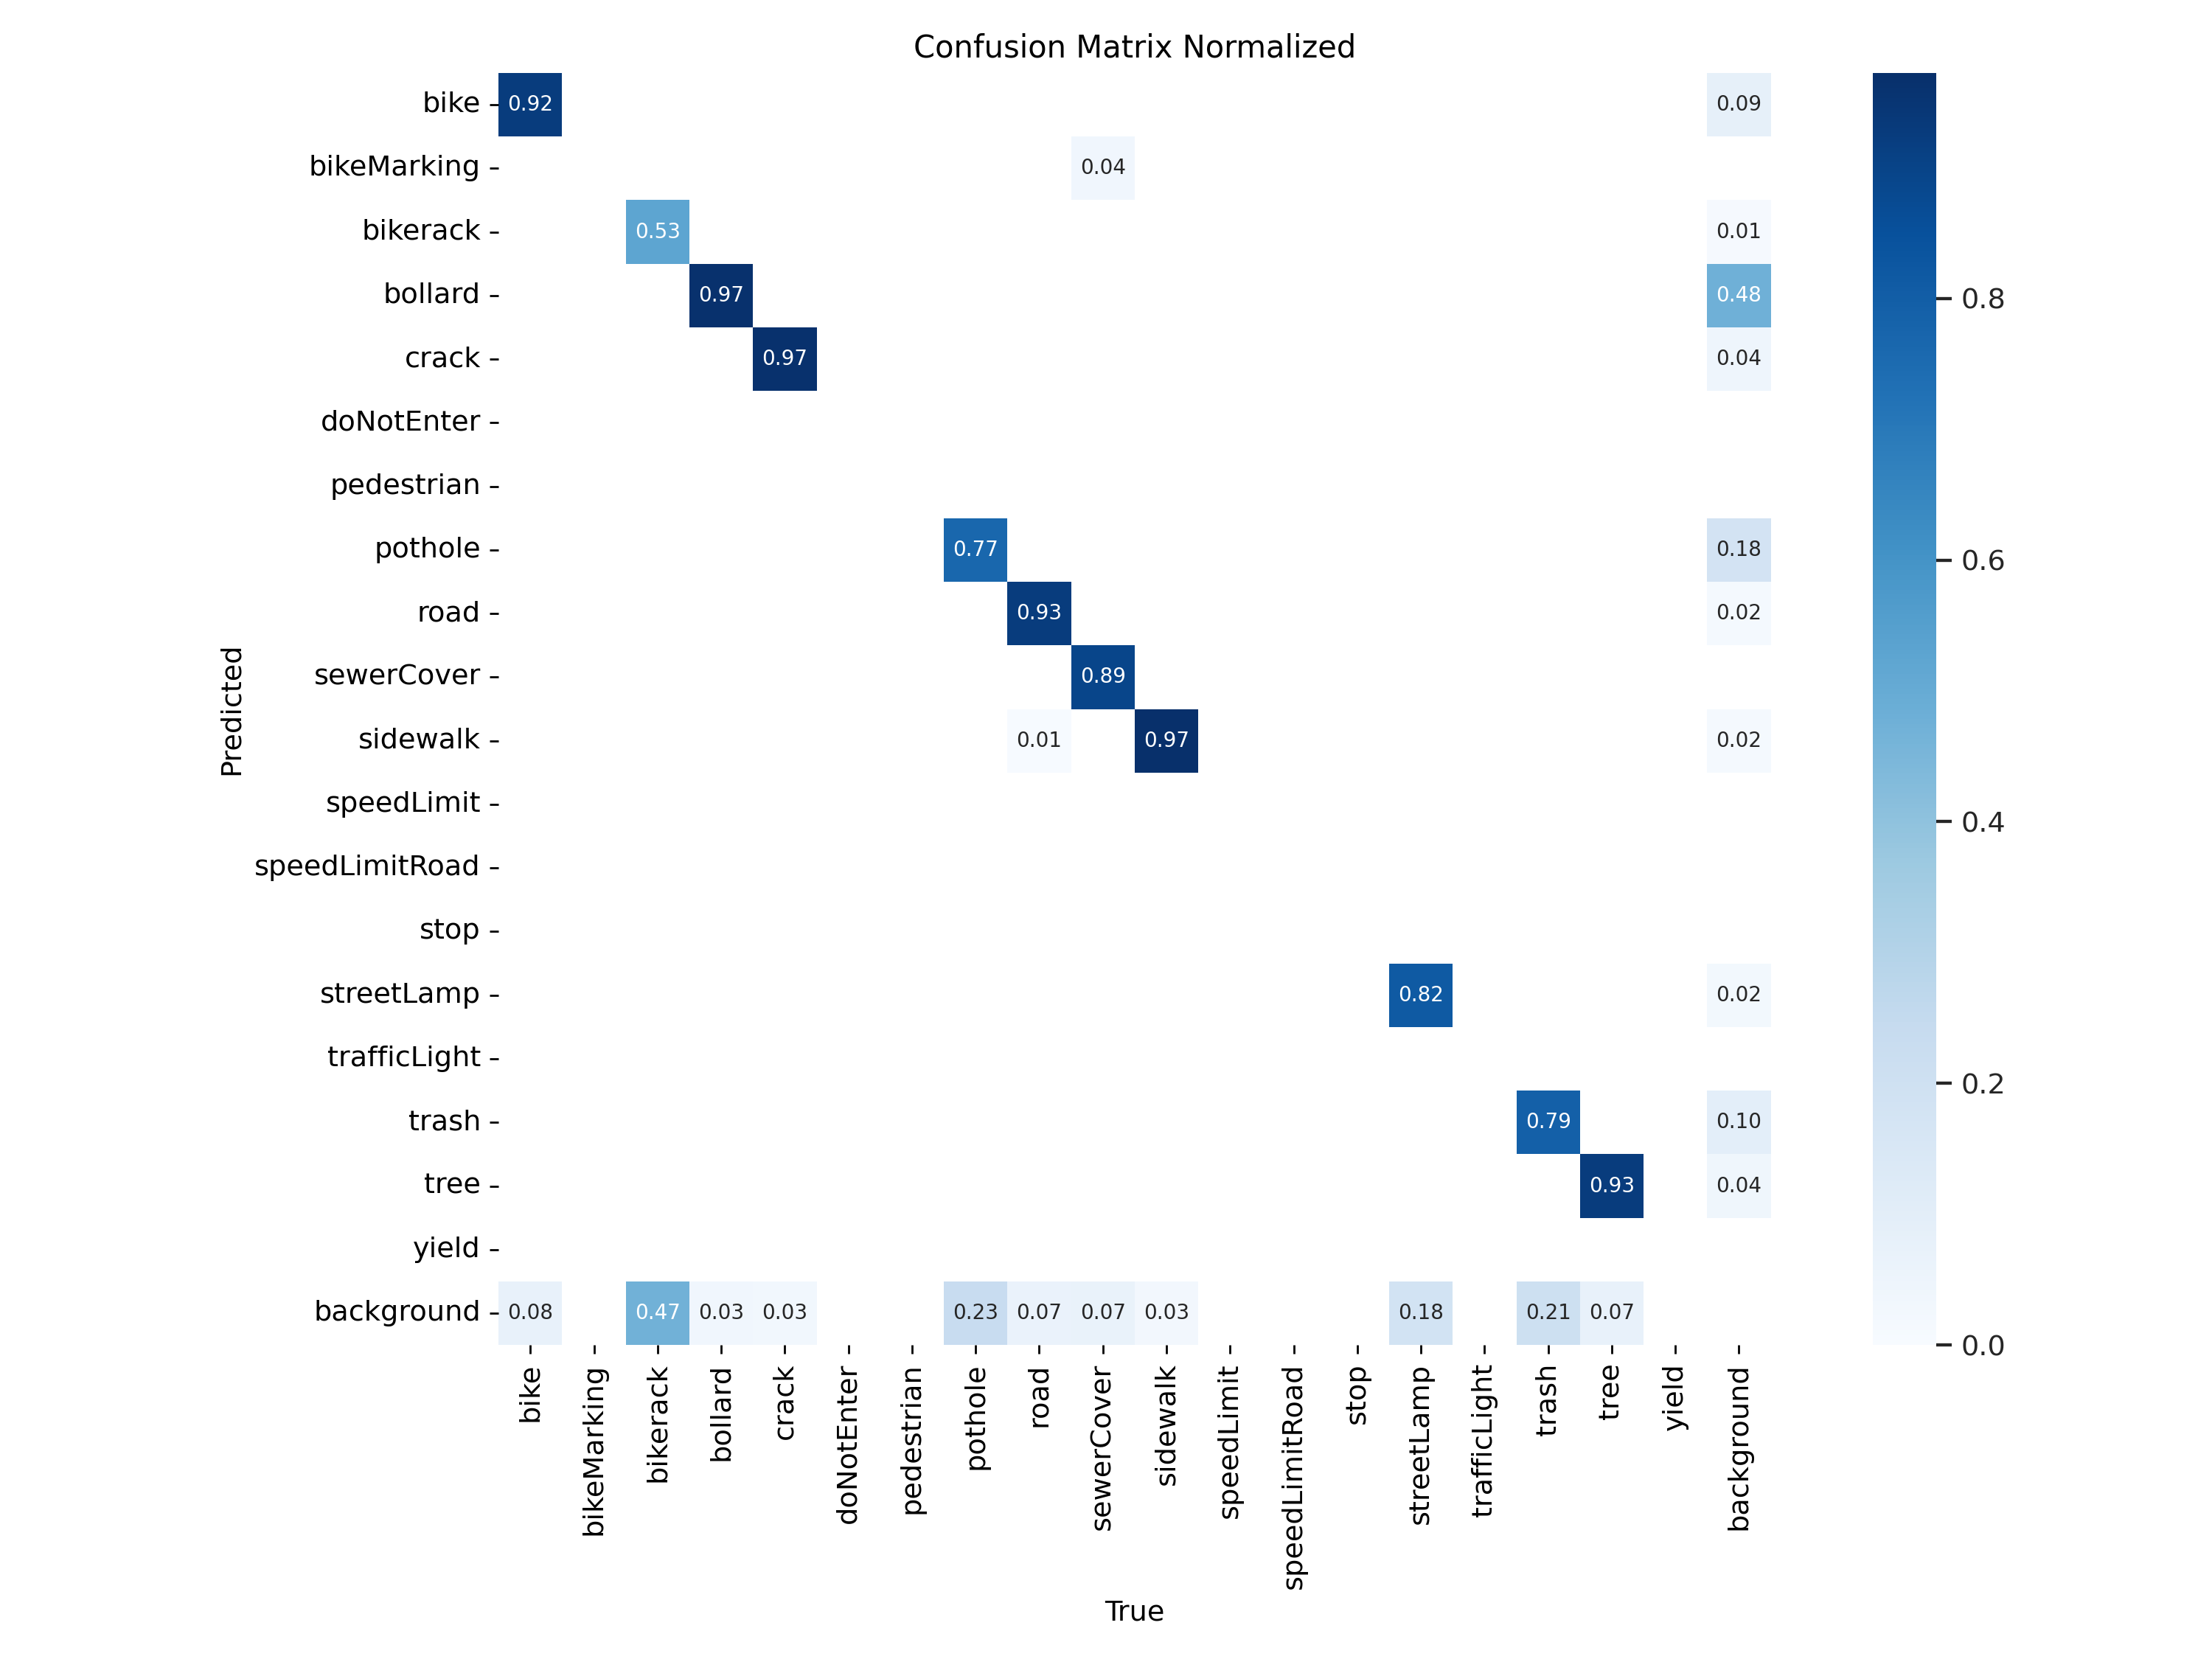 Confusion Matrix Normalized
bike 0.92 0.09
bikeMarking 0.04
bikerack 0.53 0.01
bollard 0.97 0.48
crack 0.97 0.04
doNotEnter
pedestrian
pothole 0.77 0.18
road 0.93 0.02
sewerCover 0.89
sidewalk 0.01 0.97 0.02
speedLimit
speedLimitRoad
stop
streetLamp 0.82 0.02
trafficLight
trash 0.79 0.10
tree 0.93 0.04
yield
background 0.08 0.47 0.03 0.03 0.23 0.07 0.07 0.03 0.18 0.21 0.07
Predicted
bike
bikeMarking
bikerack
bollard
crack
doNotEnter
pedestrian
pothole
road
sewerCover
sidewalk
speedLimit
speedLimitRoad
stop
streetLamp
trafficLight
trash
tree
yield
background
True
0.8
0.6
0.4
0.2
0.0